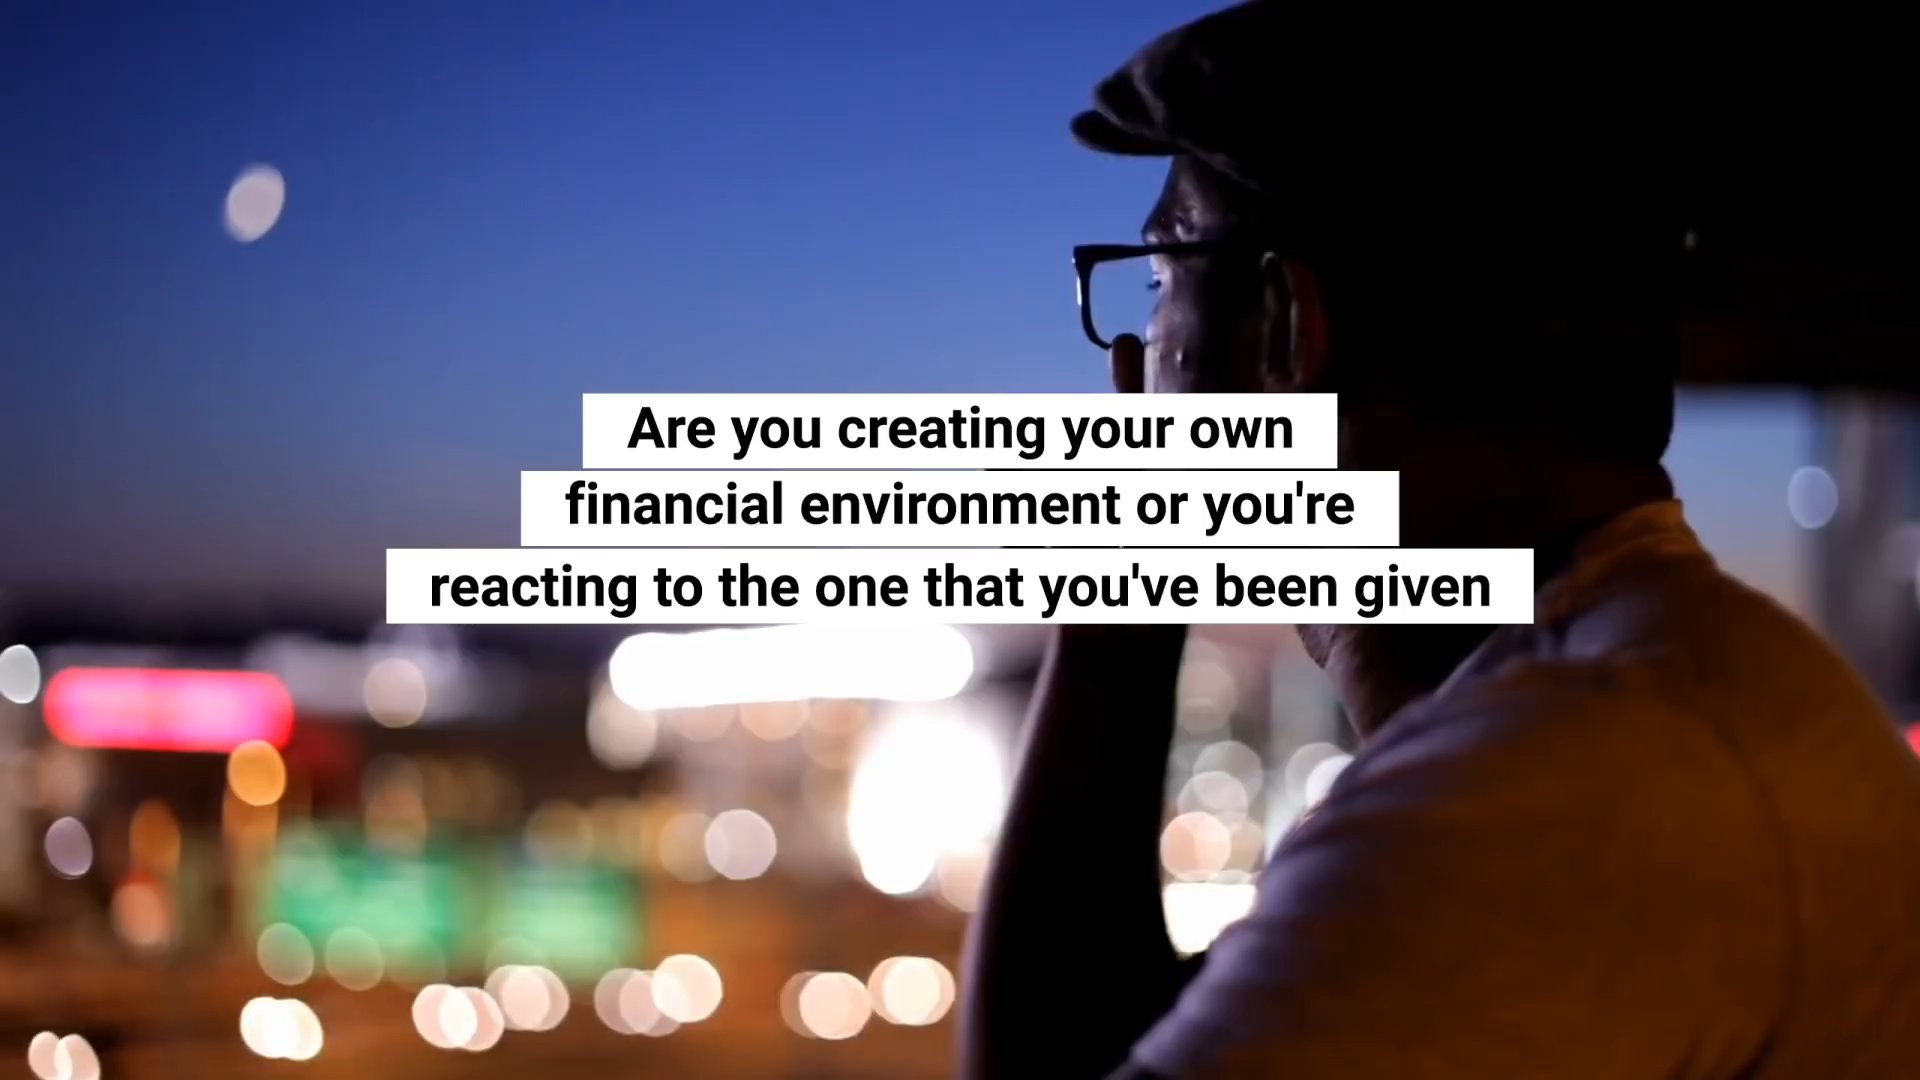 Are you creating your own
financial environment or you're
reacting to the one that you've been given